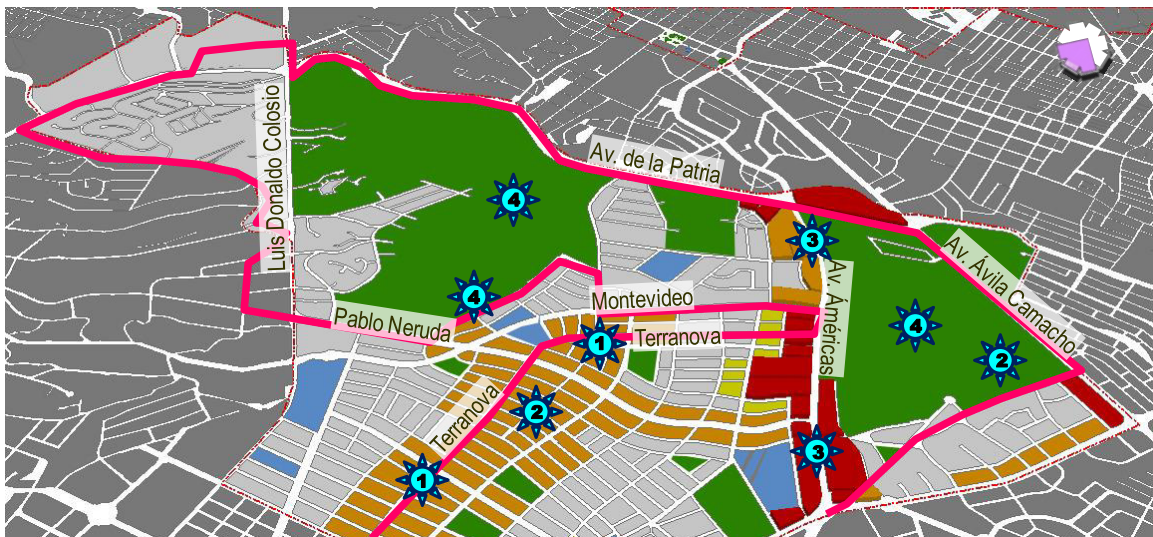 Luis Donaldo Colosio
Av. de la Patria
4
3
Av. Ávila Camacho
Av. Américas
4
Montevideo
Pablo Neruda
1
Terranova
4
2
Terranova
2
3
1